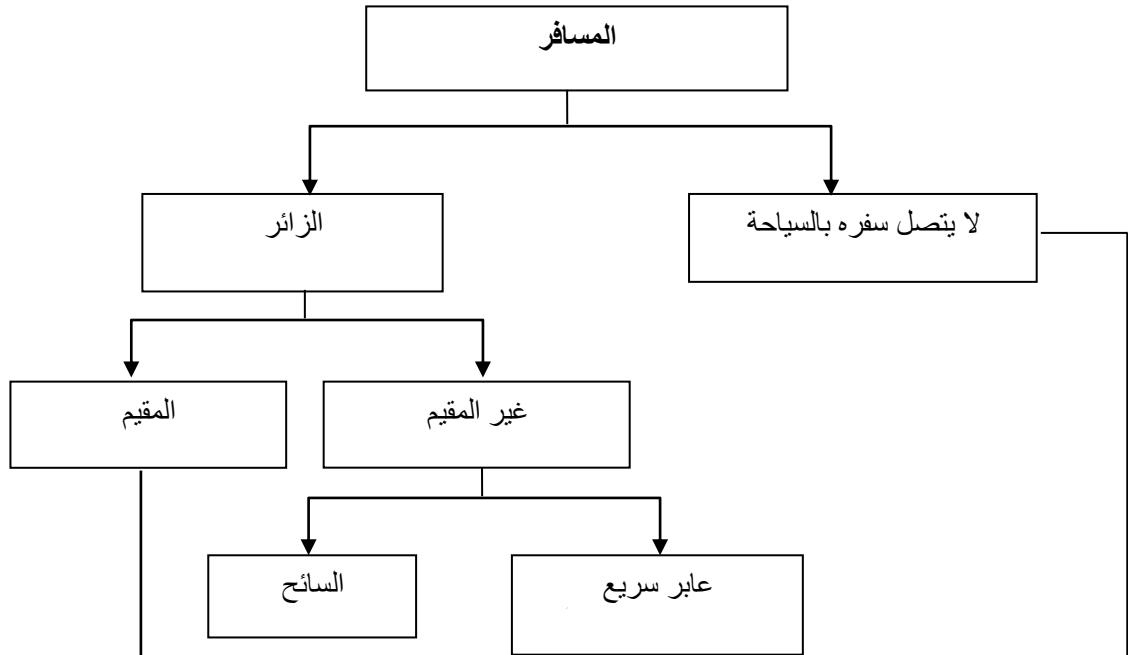 المسافر
لا يتصل سفره بالسياحة
الزائر
غير المقيم
المقيم
عابر سريع
السائح